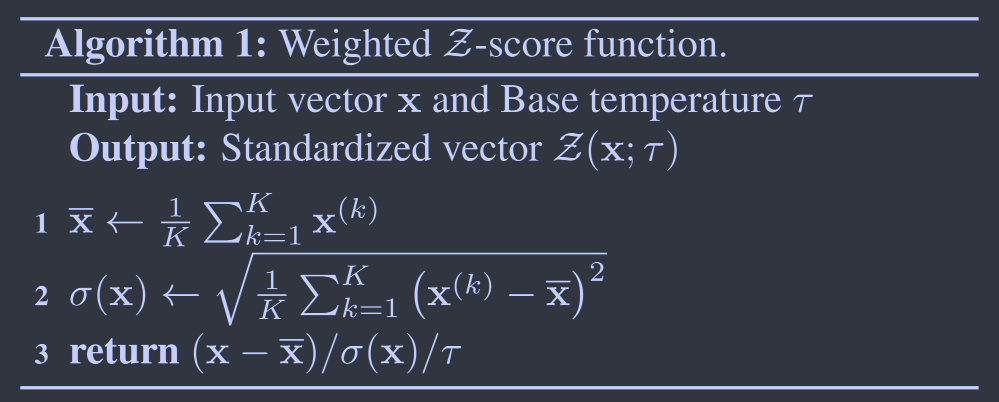 Algorithm 1: Weighted 𝒵-score function.
Input: Input vector 𝐱 and Base temperature τ
Output: Standardized vector 𝒵(𝐱; τ)
1 x̅ ← 1/K ∑_{k=1}^{K} 𝐱^{(k)}
2 σ(𝐱) ← √(1/K ∑_{k=1}^{K} (𝐱^{(k)} − x̅)^2)
3 return (𝐱 − x̅)/σ(𝐱)/τ